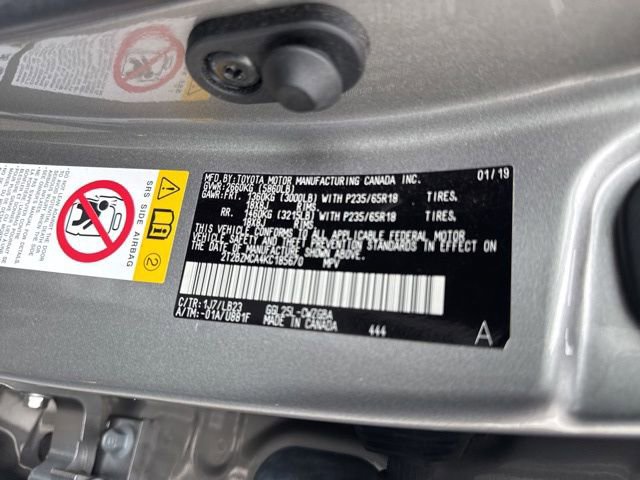 MFD.BY:TOYOTA MOTOR MANUFACTURING CANADA INC. 01/19
GVWR:2660KG (5860LB)
GAWR:FRT. 1360KG (3000LB) WITH P235/65R18 TIRES,
18X8J RIMS
RR. 1460KG (3215LB) WITH P235/65R18 TIRES,
18X8J RIMS
THIS VEHICLE CONFORMS TO ALL APPLICABLE FEDERAL MOTOR
VEHICLE SAFETY AND THEFT PREVENTION STANDARDS IN
EFFECT ON THE DATE OF MANUFACTURE SHOWN ABOVE.
2T2BZMCA4KC185670 MPV
C/TR:1J7/LB23 GGL25L-CWZGBA
A/TM:-01A/U881F MADE IN CANADA 444 A
SRS SIDE AIRBAG
2